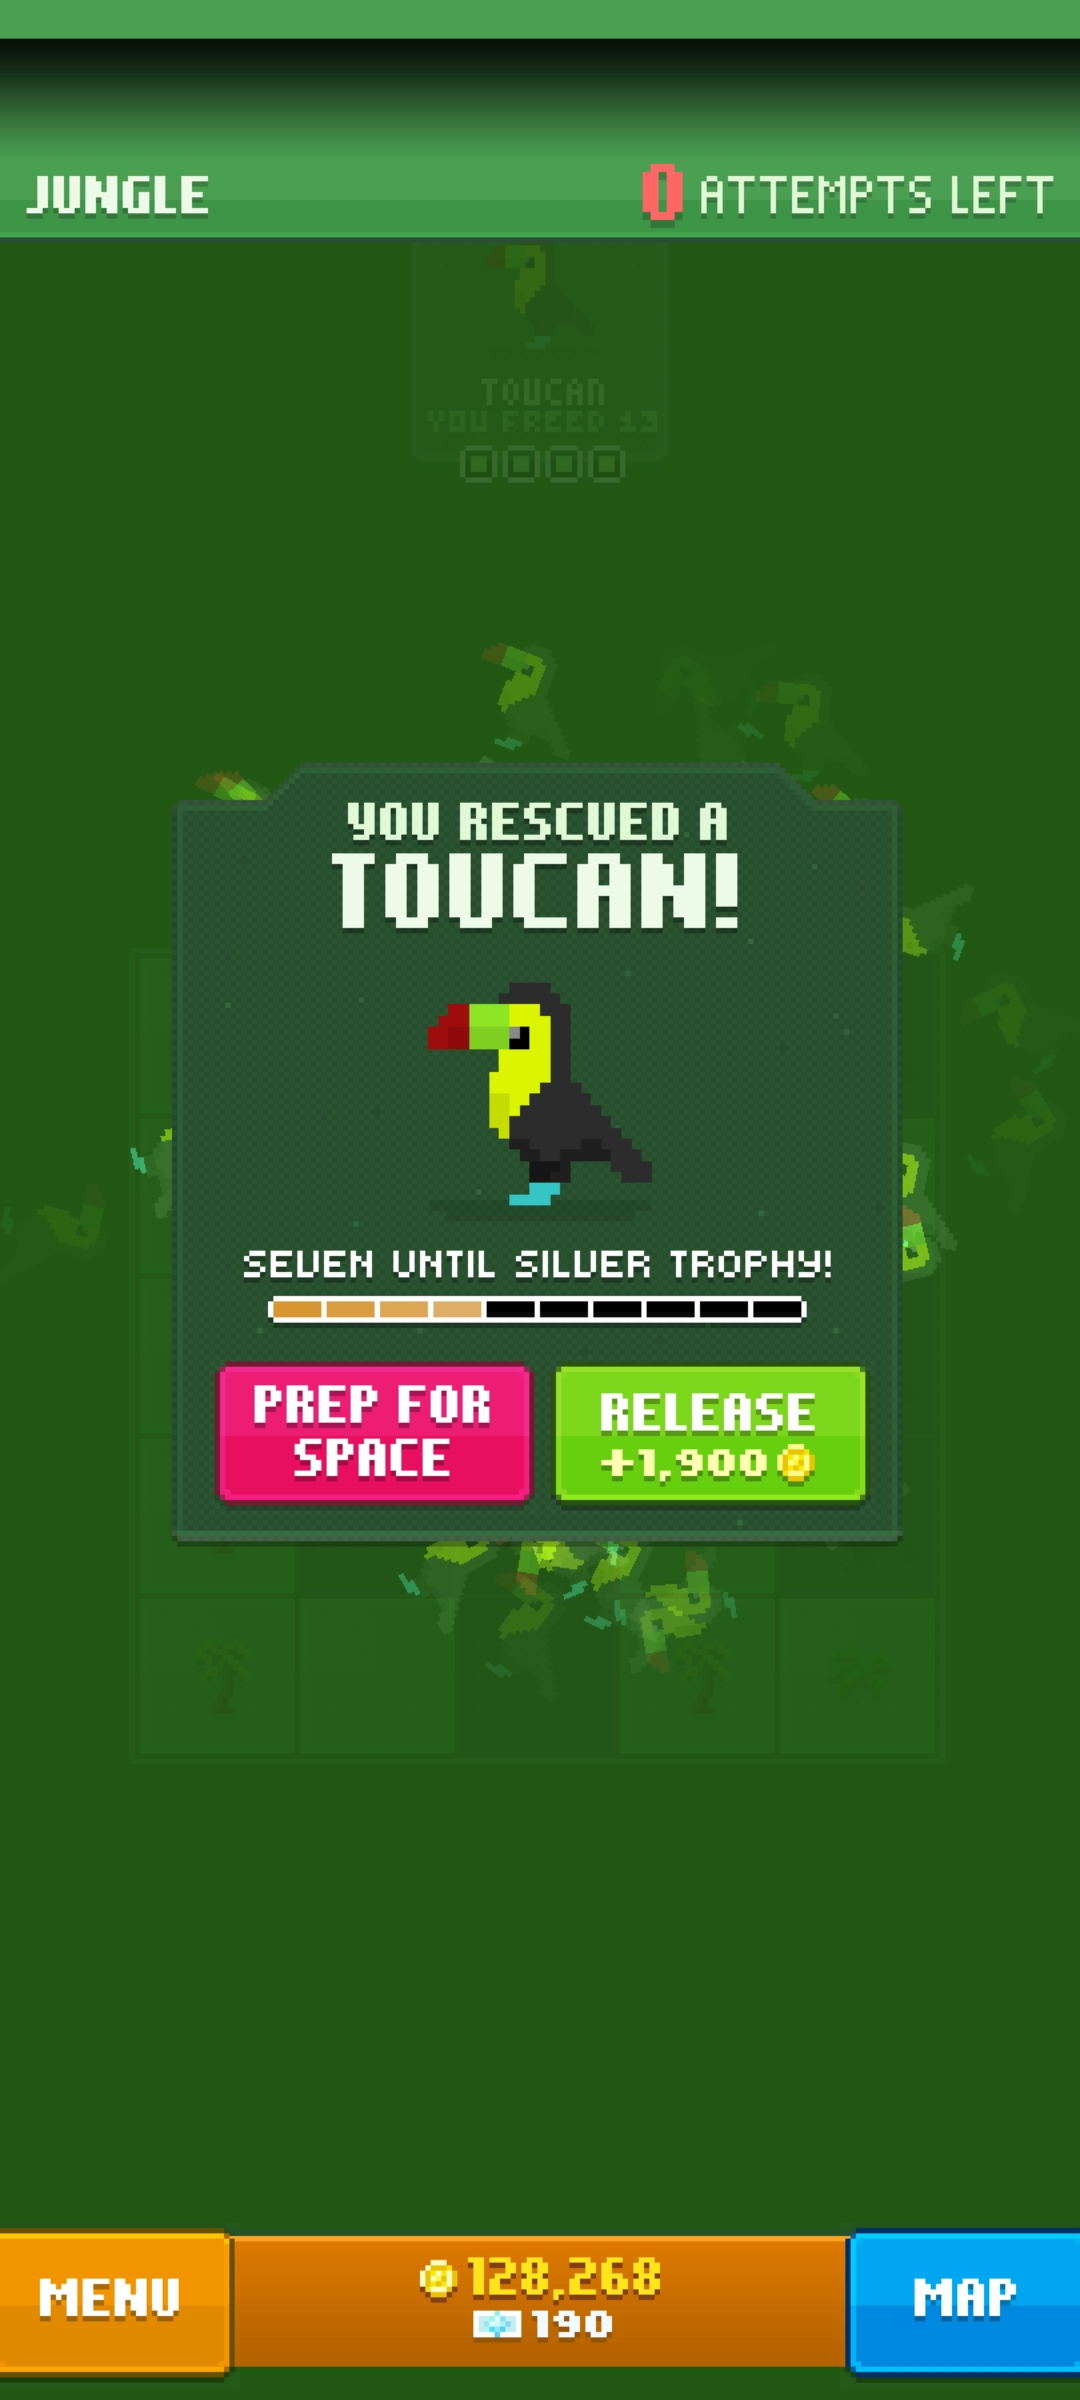 JUNGLE
0 ATTEMPTS LEFT
TOUCAN
YOU FREED 13
YOU RESCUED A
TOUCAN!
SEVEN UNTIL SILVER TROPHY!
PREP FOR
SPACE
RELEASE
+1,900
MENU
128,268
190
MAP